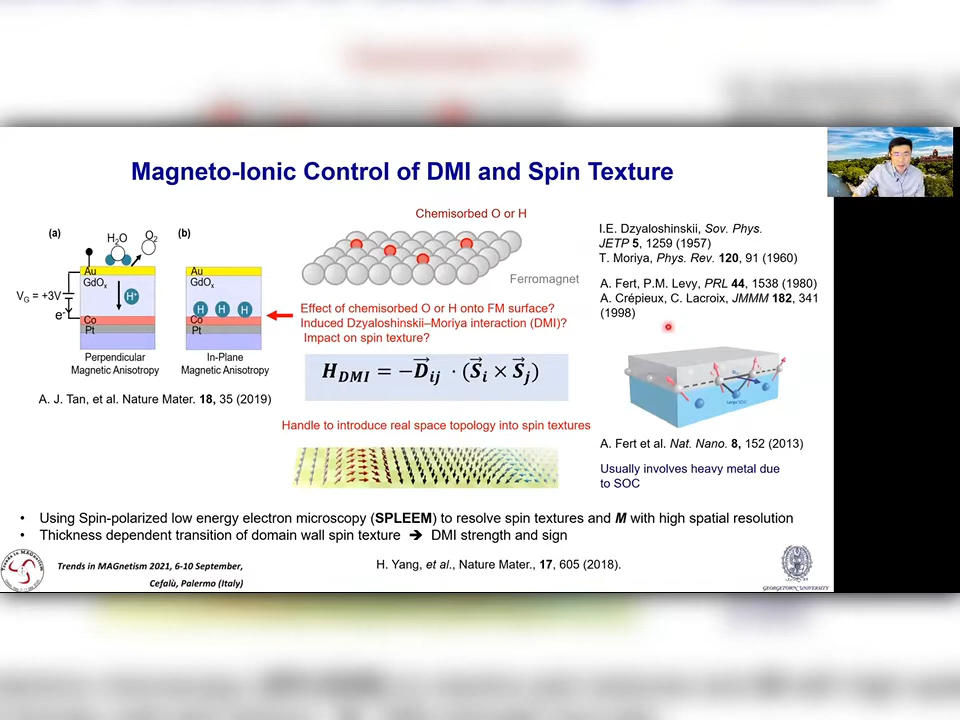 Magneto-Ionic Control of DMI and Spin Texture
(a)
H2O
O2
(b)
Au
GdOx
VG = +3V
H+
e-
Co
Pt
Perpendicular
Magnetic Anisotropy
Au
GdOx
H H H
Co
Pt
In-Plane
Magnetic Anisotropy
A. J. Tan, et al. Nature Mater. 18, 35 (2019)
Chemisorbed O or H
Ferromagnet
Effect of chemisorbed O or H onto FM surface?
Induced Dzyaloshinskii–Moriya interaction (DMI)?
Impact on spin texture?
H_DMI = −D⃗_ij · (S⃗_i × S⃗_j)
Handle to introduce real space topology into spin textures
I.E. Dzyaloshinskii, Sov. Phys.
JETP 5, 1259 (1957)
T. Moriya, Phys. Rev. 120, 91 (1960)
A. Fert, P.M. Levy, PRL 44, 1538 (1980)
A. Crépieux, C. Lacroix, JMMM 182, 341
(1998)
Large SOC
A. Fert et al. Nat. Nano. 8, 152 (2013)
Usually involves heavy metal due
to SOC
• Using Spin-polarized low energy electron microscopy (SPLEEM) to resolve spin textures and M with high spatial resolution
• Thickness dependent transition of domain wall spin texture ➔ DMI strength and sign
Trends in MAGnetism 2021, 6-10 September,
Cefalù, Palermo (Italy)
H. Yang, et al., Nature Mater., 17, 605 (2018).
GEORGETOWN UNIVERSITY